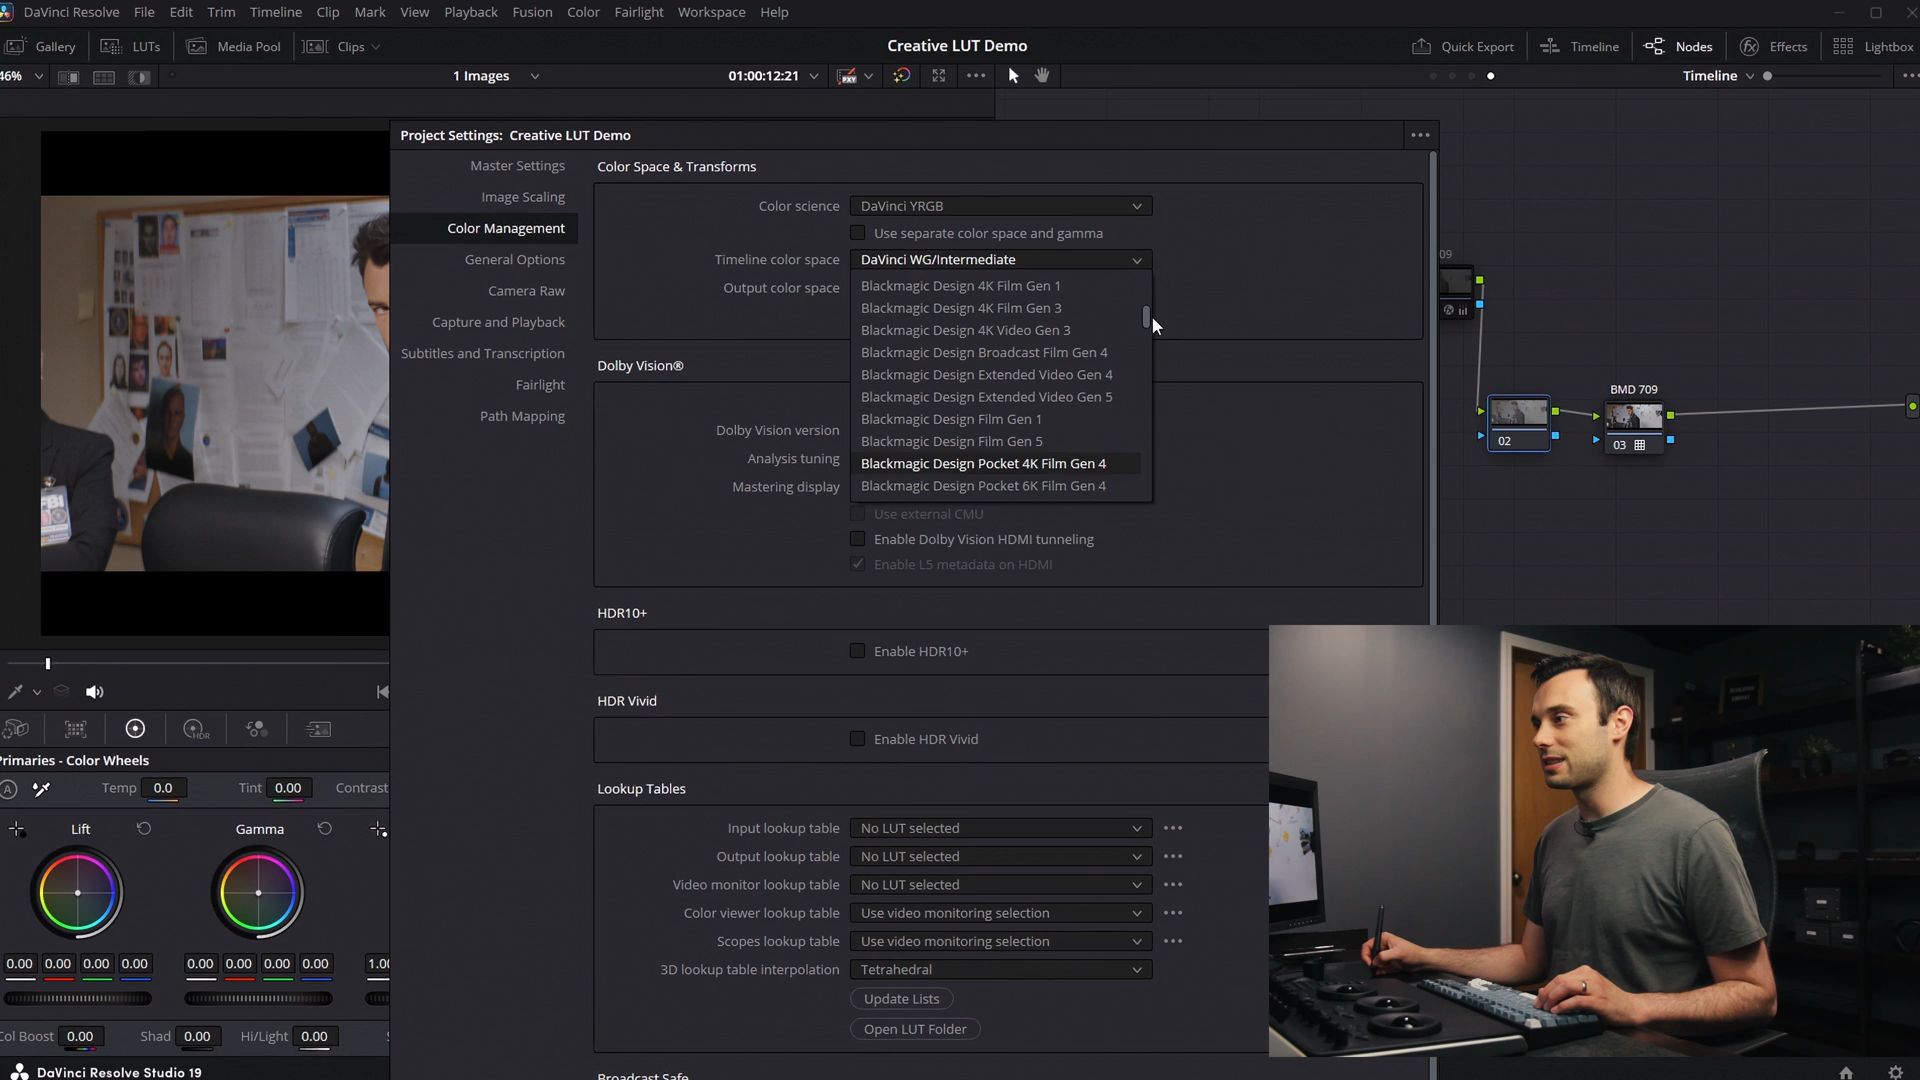 DaVinci Resolve File Edit Trim Timeline Clip Mark View Playback Fusion Color Fairlight Workspace Help
Gallery LUTs Media Pool Clips Creative LUT Demo Quick Export Timeline Nodes Effects Lightbox
46% 1 Images 01:00:12:21 PXY Timeline
Project Settings: Creative LUT Demo
Master Settings
Image Scaling
Color Management
General Options
Camera Raw
Capture and Playback
Subtitles and Transcription
Fairlight
Path Mapping
Color Space & Transforms
Color science DaVinci YRGB
Use separate color space and gamma
Timeline color space DaVinci WG/Intermediate
Output color space
Blackmagic Design 4K Film Gen 1
Blackmagic Design 4K Film Gen 3
Blackmagic Design 4K Video Gen 3
Blackmagic Design Broadcast Film Gen 4
Blackmagic Design Extended Video Gen 4
Blackmagic Design Extended Video Gen 5
Blackmagic Design Film Gen 1
Blackmagic Design Film Gen 5
Blackmagic Design Pocket 4K Film Gen 4
Blackmagic Design Pocket 6K Film Gen 4
Dolby Vision®
Dolby Vision version
Analysis tuning
Mastering display
Use external CMU
Enable Dolby Vision HDMI tunneling
Enable L5 metadata on HDMI
HDR10+
Enable HDR10+
HDR Vivid
Enable HDR Vivid
Lookup Tables
Input lookup table No LUT selected
Output lookup table No LUT selected
Video monitor lookup table No LUT selected
Color viewer lookup table Use video monitoring selection
Scopes lookup table Use video monitoring selection
3D lookup table interpolation Tetrahedral
Update Lists
Open LUT Folder
Broadcast Safe
09
BMD 709
02
03
FBI
HDR
Primaries - Color Wheels
A Temp 0.0 Tint 0.00 Contrast
Lift Gamma
0.00 0.00 0.00 0.00 0.00 0.00 0.00 0.00 1.00
Col Boost 0.00 Shad 0.00 Hi/Light 0.00
DaVinci Resolve Studio 19